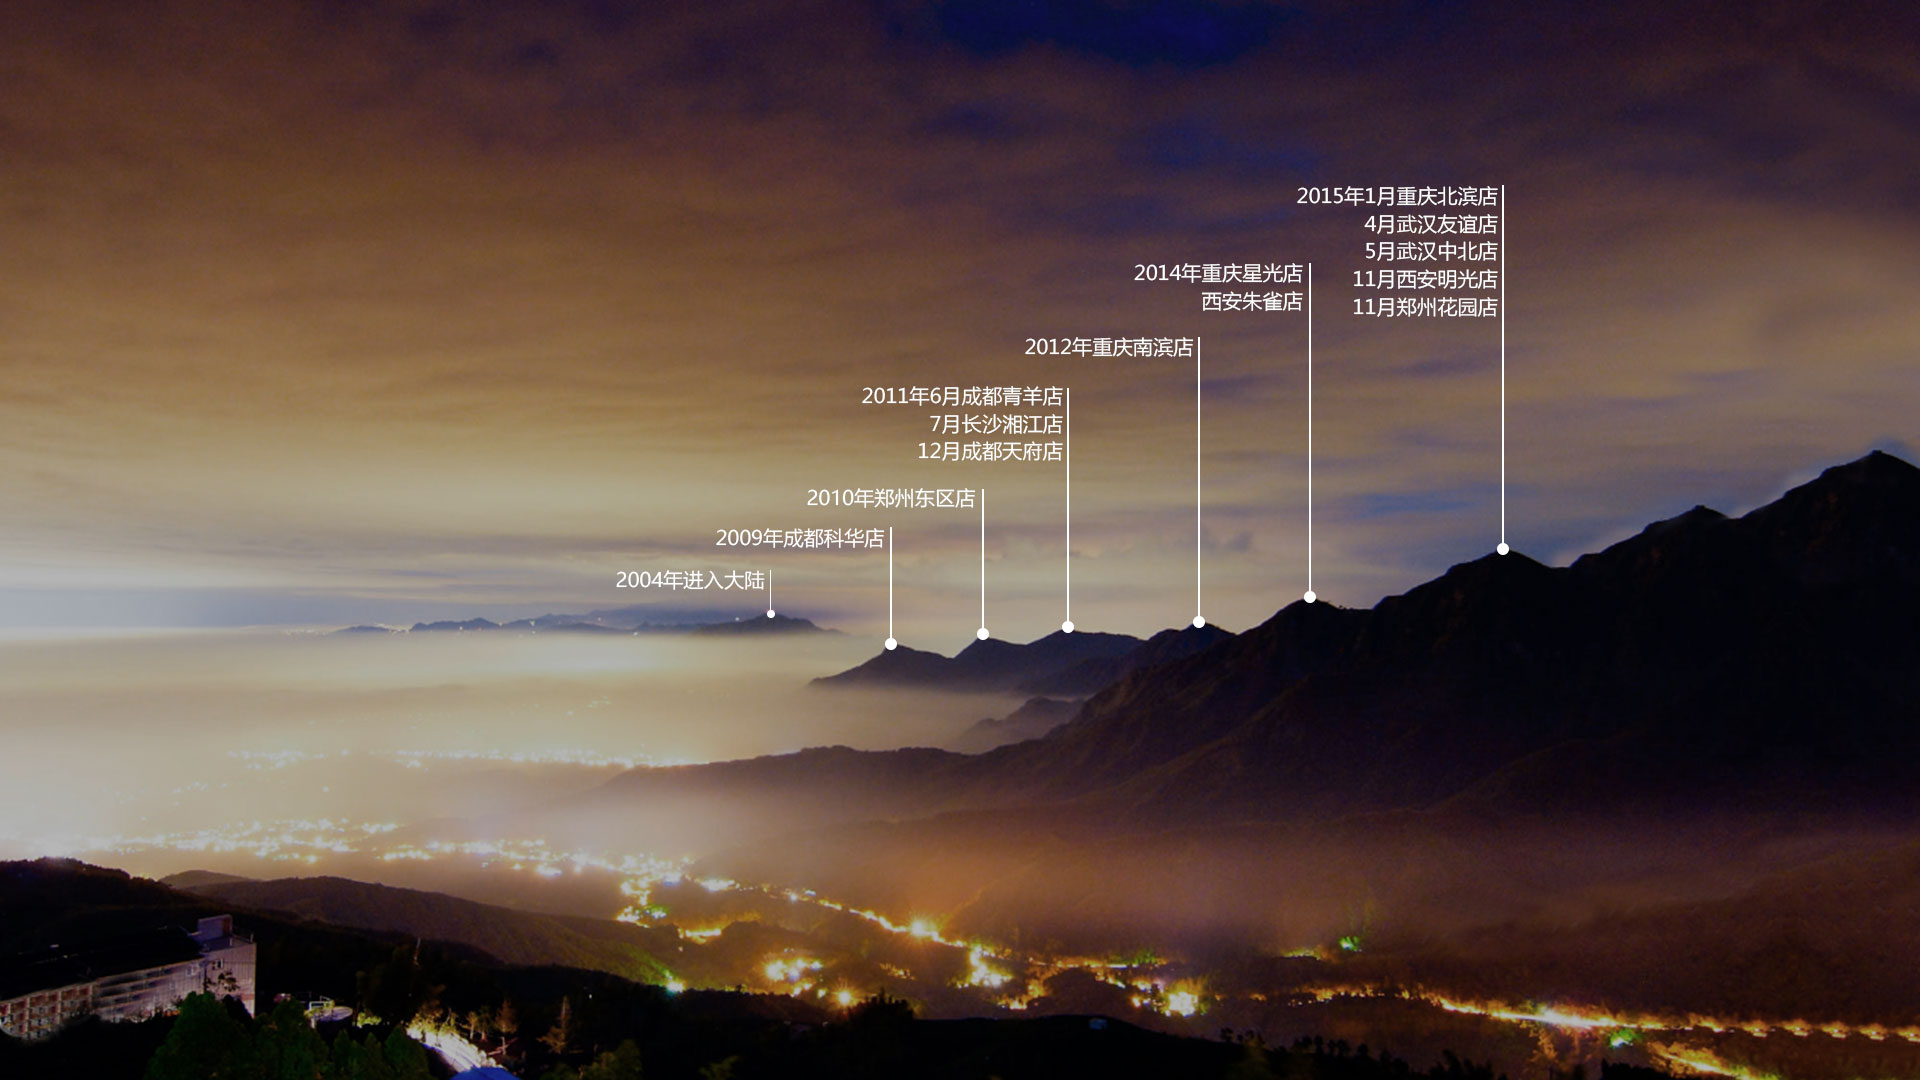 2004年进入大陆
2009年成都科华店
2010年郑州东区店
2011年6月成都青羊店
7月长沙湘江店
12月成都天府店
2012年重庆南滨店
2014年重庆星光店
西安朱雀店
2015年1月重庆北滨店
4月武汉友谊店
5月武汉中北店
11月西安明光店
11月郑州花园店